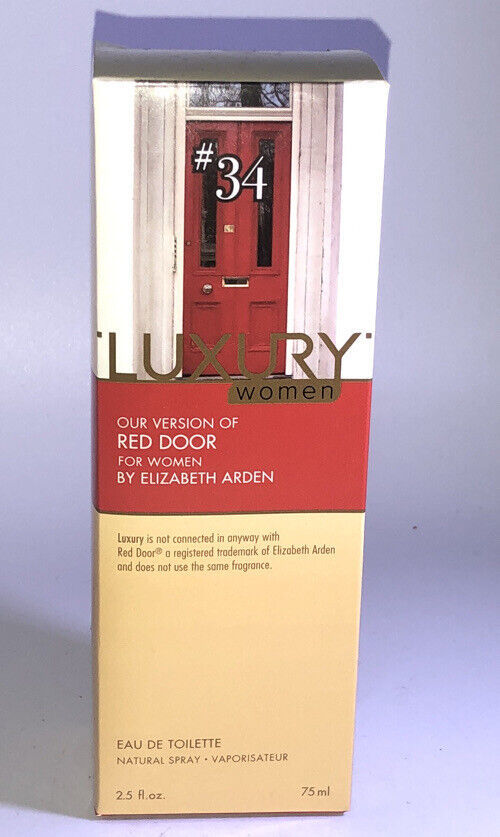 #34
LUXURY
women
OUR VERSION OF
RED DOOR
FOR WOMEN
BY ELIZABETH ARDEN
Luxury is not connected in anyway with
Red Door® a registered trademark of Elizabeth Arden
and does not use the same fragrance.
EAU DE TOILETTE
NATURAL SPRAY • VAPORISATEUR
2.5 fl.oz. 75 ml